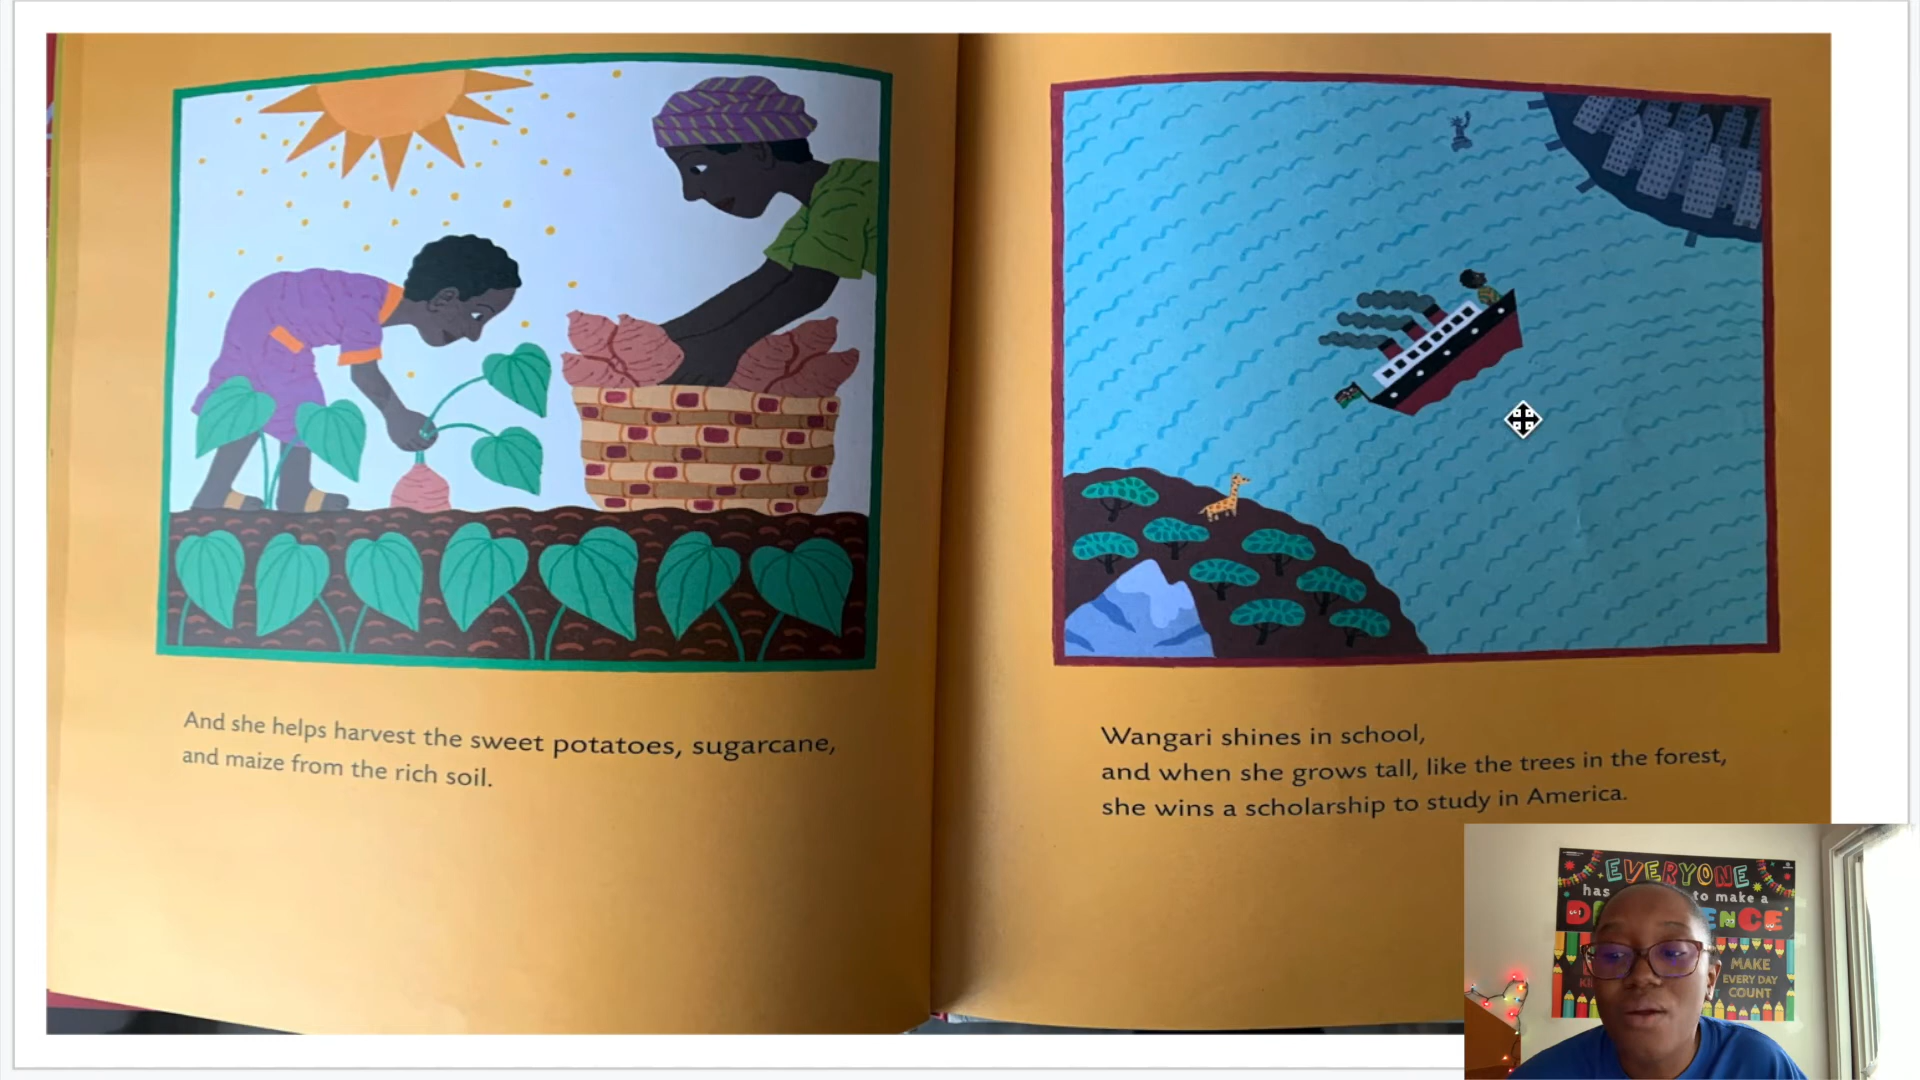 And she helps harvest the sweet potatoes, sugarcane,
and maize from the rich soil.
Wangari shines in school,
and when she grows tall, like the trees in the forest,
she wins a scholarship to study in America.
EVERYONE
has to make a
MAKE
EVERY DAY
COUNT